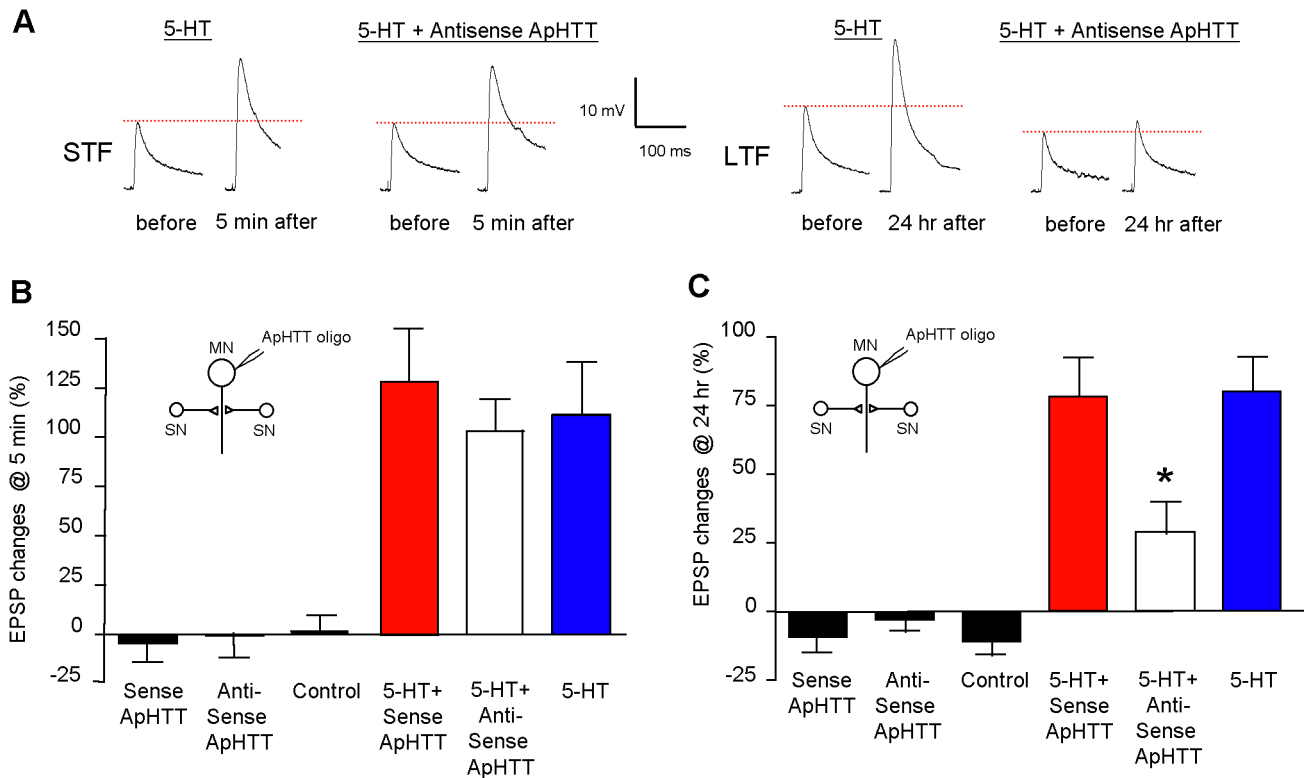 A
5-HT
5-HT + Antisense ApHTT
5-HT
5-HT + Antisense ApHTT
10 mV
100 ms
STF
LTF
before
5 min after
before
5 min after
before
24 hr after
before
24 hr after
B
EPSP changes @ 5 min (%)
150
125
100
75
50
25
0
-25
MN
ApHTT oligo
SN
SN
Sense
ApHTT
Anti-
Sense
ApHTT
Control
5-HT+
Sense
ApHTT
5-HT+
Anti-
Sense
ApHTT
5-HT
C
EPSP changes @ 24 hr (%)
100
75
50
25
0
-25
MN
ApHTT oligo
SN
SN
*
Sense
ApHTT
Anti-
Sense
ApHTT
Control
5-HT+
Sense
ApHTT
5-HT+
Anti-
Sense
ApHTT
5-HT